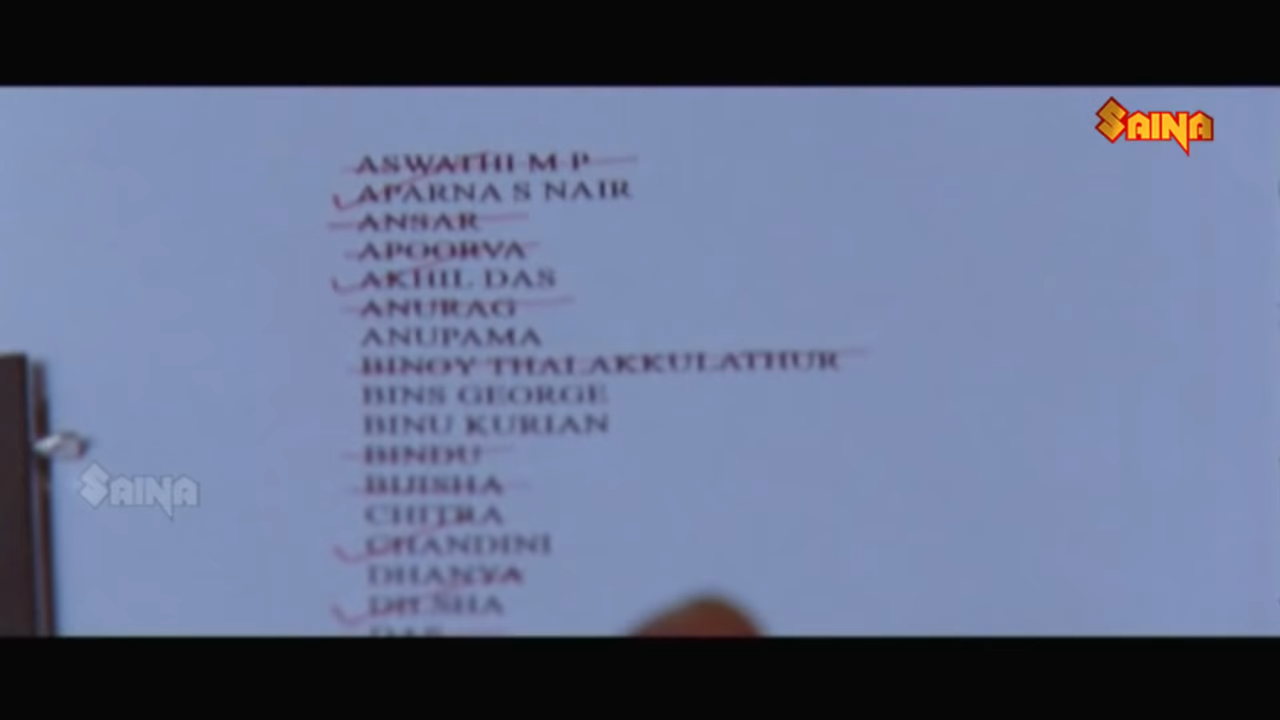 SAINA
ASWATHI M P
APARNA S NAIR
ANSAR
APOORVA
AKHIL DAS
ANURAG
ANUPAMA
BINOY THALAKKULATHUR
BINS GEORGE
BINU KURIAN
BINDU
BIJISHA
SAINA
CHITRA
CHANDINI
DHANYA
DAS